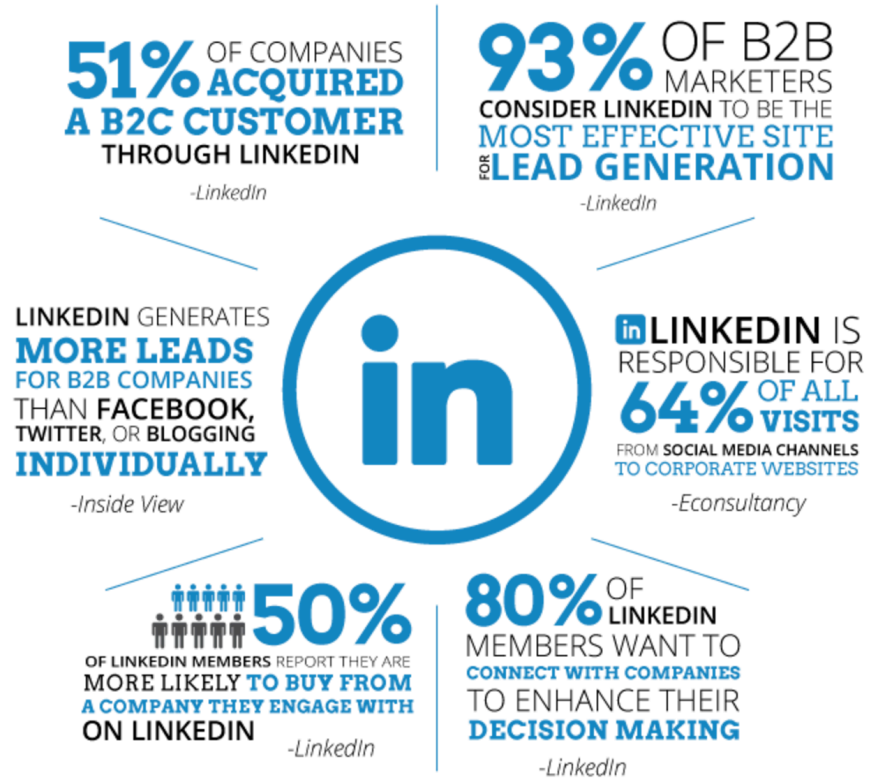 51% OF COMPANIES
ACQUIRED
A B2C CUSTOMER
THROUGH LINKEDIN
-LinkedIn
93% OF B2B
MARKETERS
CONSIDER LINKEDIN TO BE THE
MOST EFFECTIVE SITE
FOR LEAD GENERATION
-LinkedIn
LINKEDIN GENERATES
MORE LEADS
FOR B2B COMPANIES
THAN FACEBOOK,
TWITTER, OR BLOGGING
INDIVIDUALLY
-Inside View
in
in LINKEDIN IS
RESPONSIBLE FOR
64% OF ALL
VISITS
FROM SOCIAL MEDIA CHANNELS
TO CORPORATE WEBSITES
-Econsultancy
50%
OF LINKEDIN MEMBERS REPORT THEY ARE
MORE LIKELY TO BUY FROM
A COMPANY THEY ENGAGE WITH
ON LINKEDIN
-LinkedIn
80% OF
LINKEDIN
MEMBERS WANT TO
CONNECT WITH COMPANIES
TO ENHANCE THEIR
DECISION MAKING
-LinkedIn